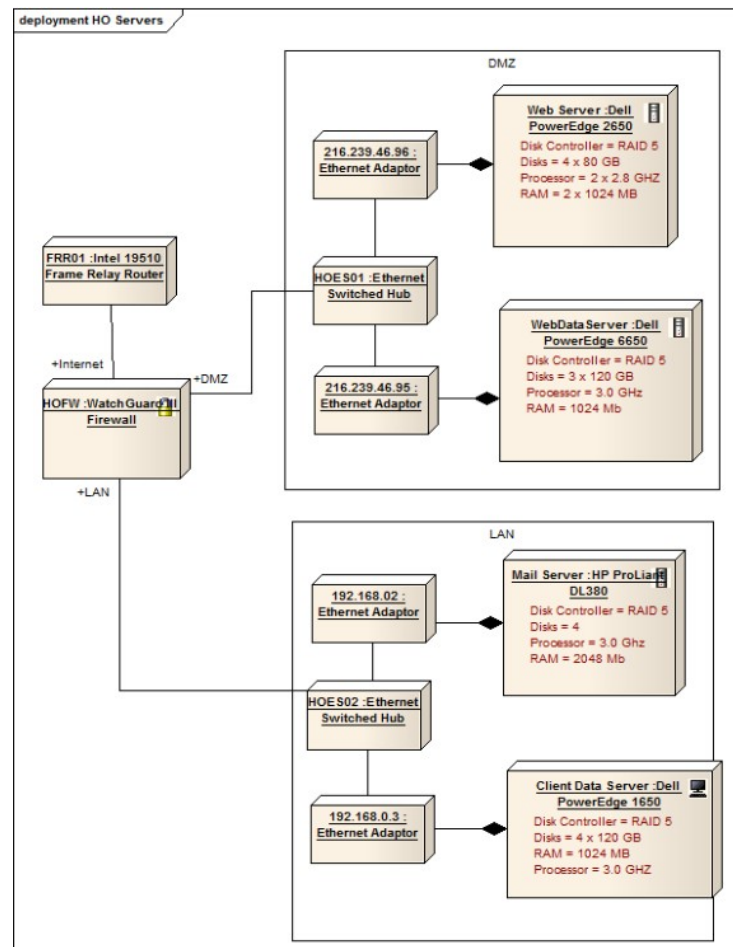 deployment HO Servers
DMZ
Web Server :Dell
PowerEdge 2650
Disk Controller = RAID 5
Disks = 4 x 80 GB
Processor = 2 x 2.8 GHZ
RAM = 2 x 1024 MB
216.239.46.96 :
Ethernet Adaptor
FRR01 :Intel 19510
Frame Relay Router
HOES01 :Ethernet
Switched Hub
WebDataServer :Dell
PowerEdge 6650
Disk Controller = RAID 5
Disks = 3 x 120 GB
Processor = 3.0 GHz
RAM = 1024 Mb
+Internet
+DMZ
216.239.46.95 :
Ethernet Adaptor
HOFW :WatchGuard III
Firewall
+LAN
LAN
Mail Server :HP ProLiant
DL380
Disk Controller = RAID 5
Disks = 4
Processor = 3.0 Ghz
RAM = 2048 Mb
192.168.02 :
Ethernet Adaptor
HOES02 :Ethernet
Switched Hub
Client Data Server :Dell
PowerEdge 1650
Disk Controller = RAID 5
Disks = 4 x 120 GB
RAM = 1024 MB
Processor = 3.0 GHZ
192.168.0.3 :
Ethernet Adaptor